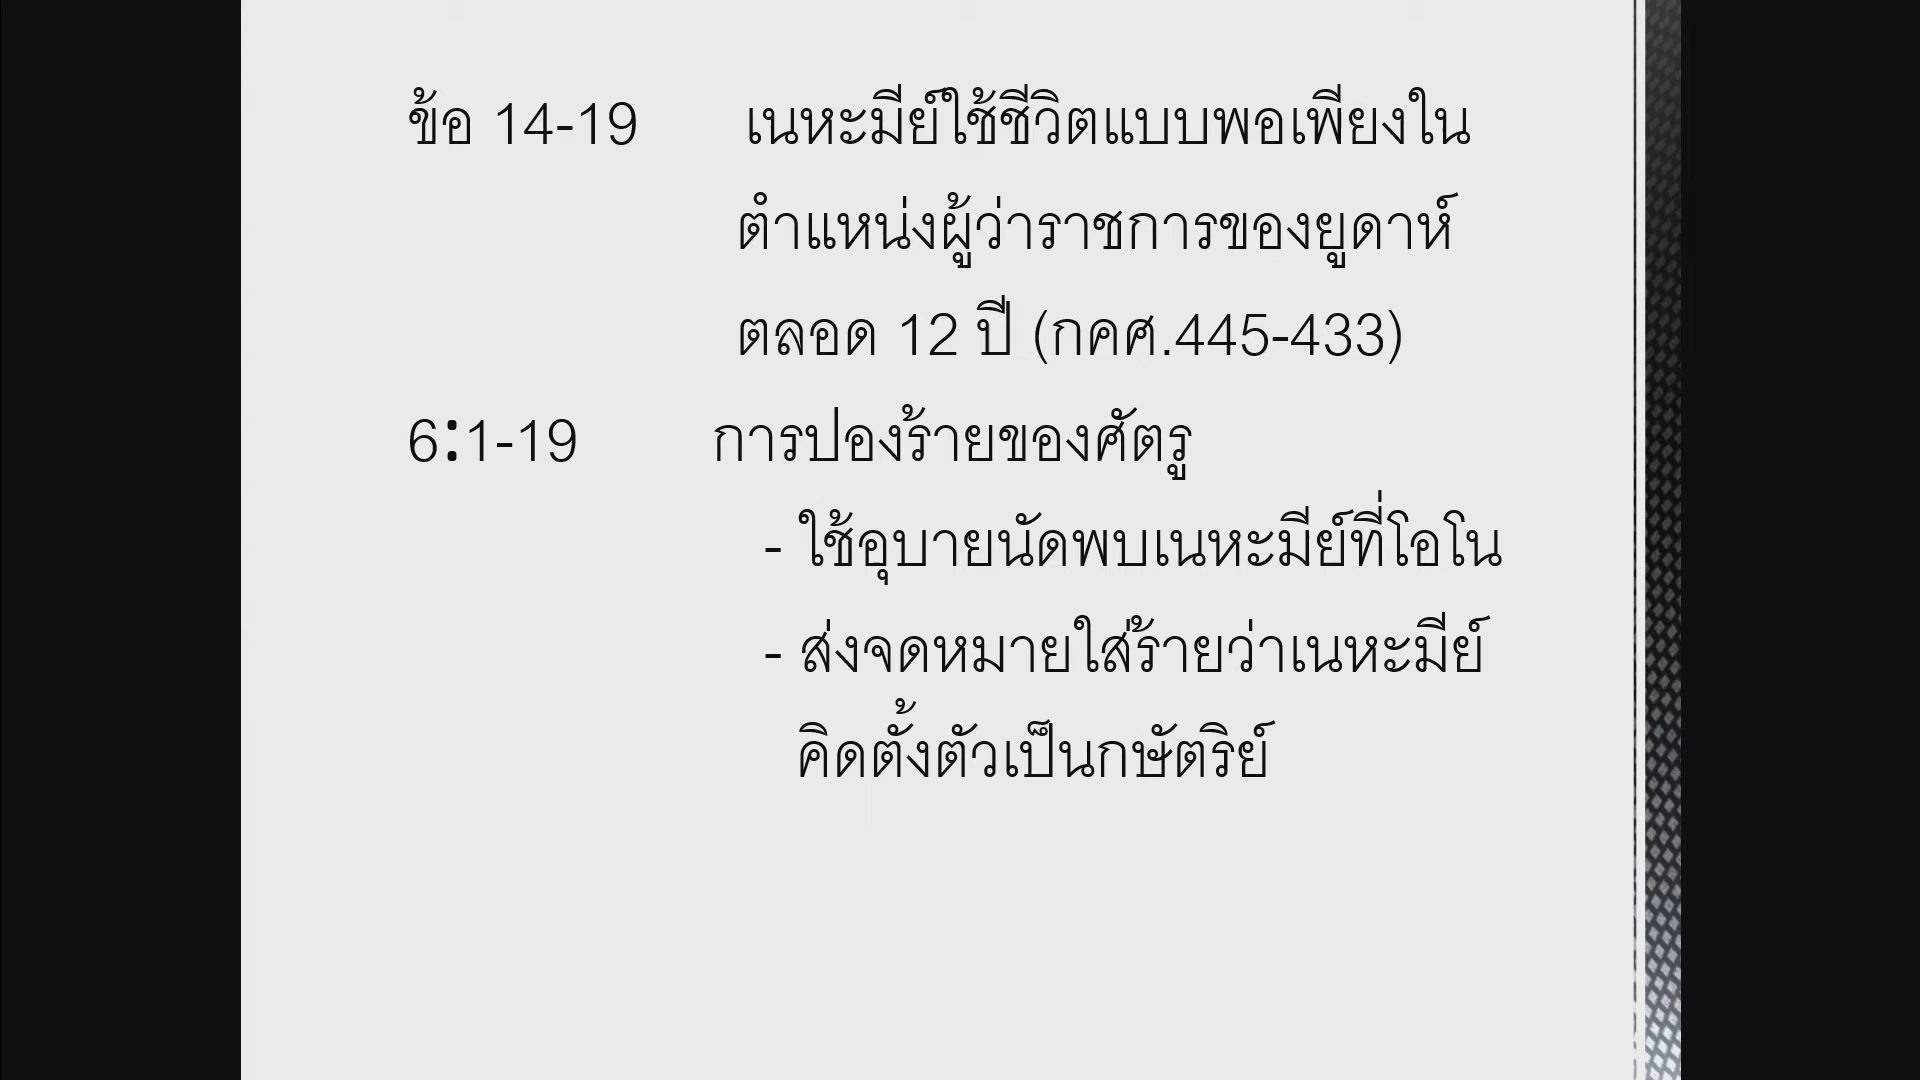 ข้อ 14-19 เนหะมีย์ใช้ชีวิตแบบพอเพียงใน
ตำแหน่งผู้ว่าราชการของยูดาห์
ตลอด 12 ปี (กคศ.445-433)
6:1-19 การปองร้ายของศัตรู
- ใช้อุบายนัดพบเนหะมีย์ที่โอโน
- ส่งจดหมายใส่ร้ายว่าเนหะมีย์
คิดตั้งตัวเป็นกษัตริย์